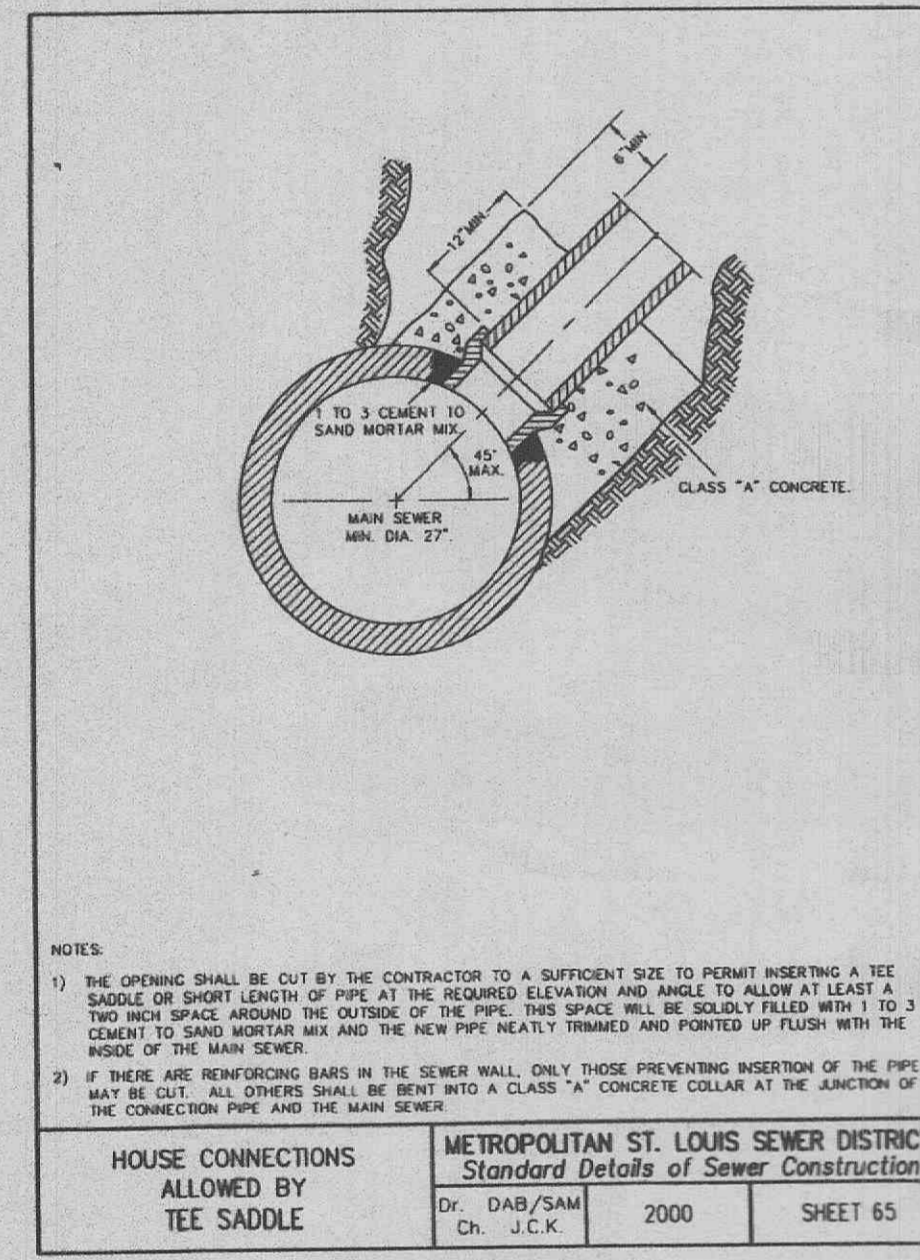 6" MIN.
12" MIN.
1 TO 3 CEMENT TO
SAND MORTAR MIX.
45°
MAX.
CLASS "A" CONCRETE.
MAIN SEWER
MIN. DIA. 27".
NOTES:
1) THE OPENING SHALL BE CUT BY THE CONTRACTOR TO A SUFFICIENT SIZE TO PERMIT INSERTING A TEE
SADDLE OR SHORT LENGTH OF PIPE AT THE REQUIRED ELEVATION AND ANGLE TO ALLOW AT LEAST A
TWO INCH SPACE AROUND THE OUTSIDE OF THE PIPE. THIS SPACE WILL BE SOLIDLY FILLED WITH 1 TO 3
CEMENT TO SAND MORTAR MIX AND THE NEW PIPE NEATLY TRIMMED AND POINTED UP FLUSH WITH THE
INSIDE OF THE MAIN SEWER.
2) IF THERE ARE REINFORCING BARS IN THE SEWER WALL, ONLY THOSE PREVENTING INSERTION OF THE PIPE
MAY BE CUT. ALL OTHERS SHALL BE BENT INTO A CLASS "A" CONCRETE COLLAR AT THE JUNCTION OF
THE CONNECTION PIPE AND THE MAIN SEWER.
HOUSE CONNECTIONS
ALLOWED BY
TEE SADDLE
METROPOLITAN ST. LOUIS SEWER DISTRIC
Standard Details of Sewer Construction
Dr. DAB/SAM
Ch. J.C.K.
2000
SHEET 65